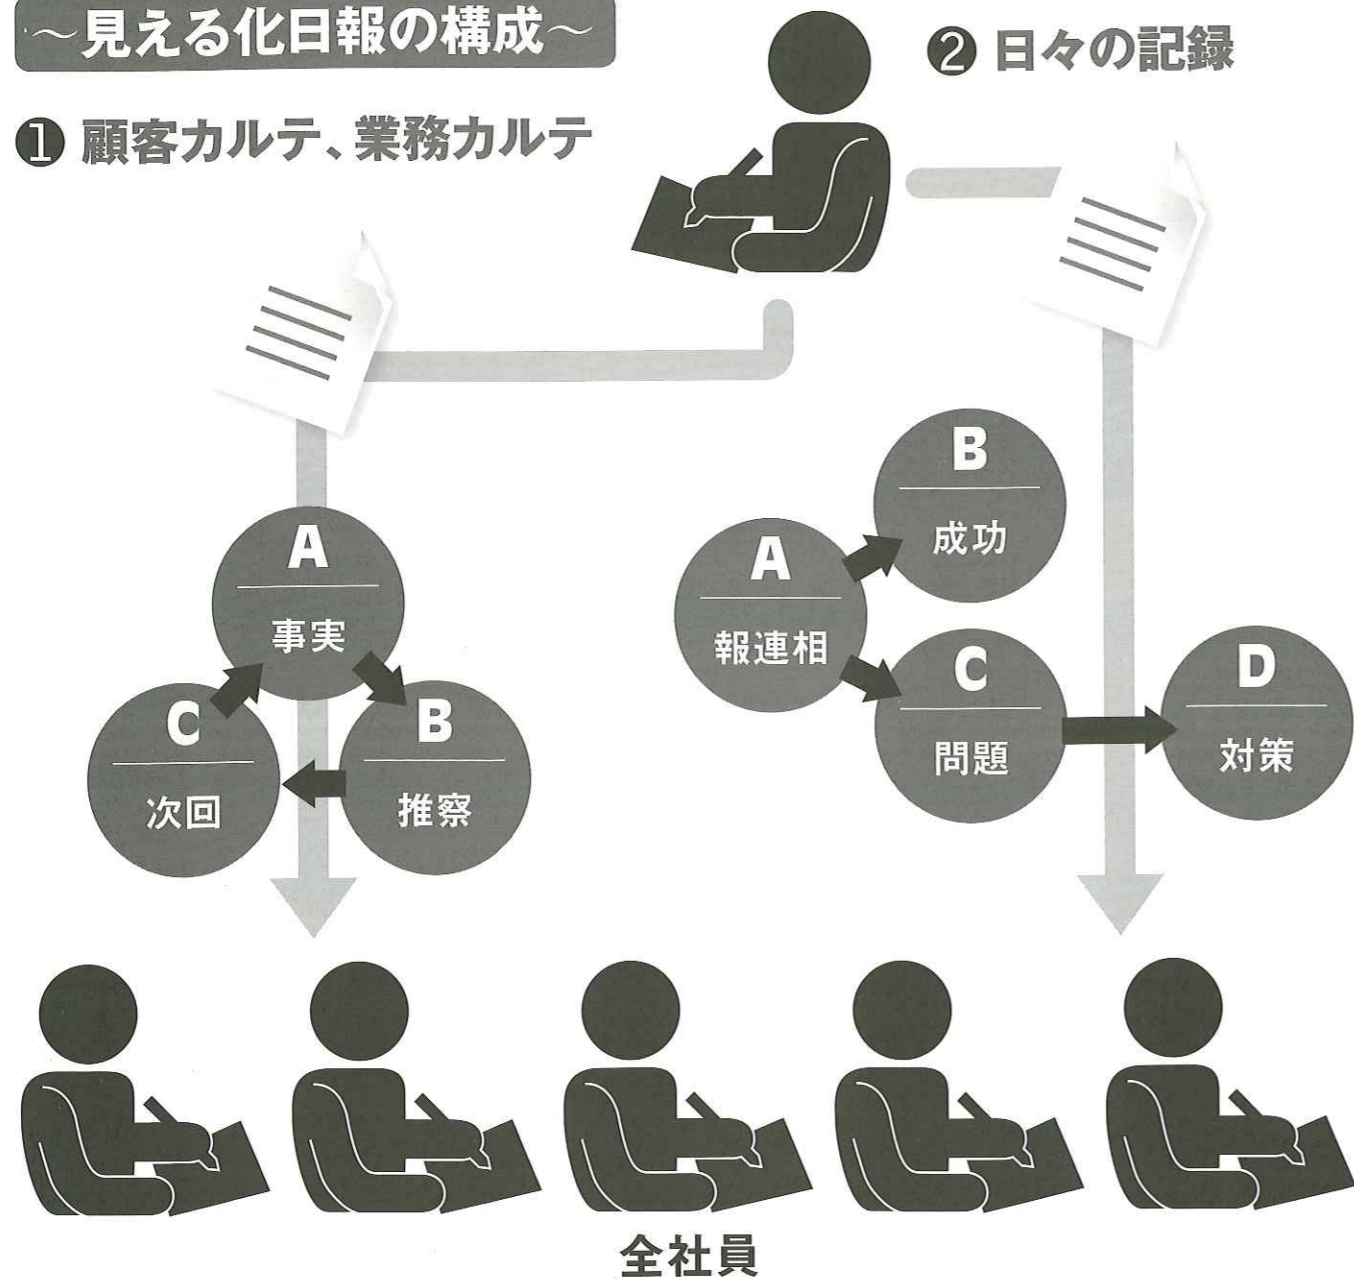 ～見える化日報の構成～
❶ 顧客カルテ、業務カルテ
❷ 日々の記録
A
事実
B
推察
C
次回
A
報連相
B
成功
C
問題
D
対策
全社員